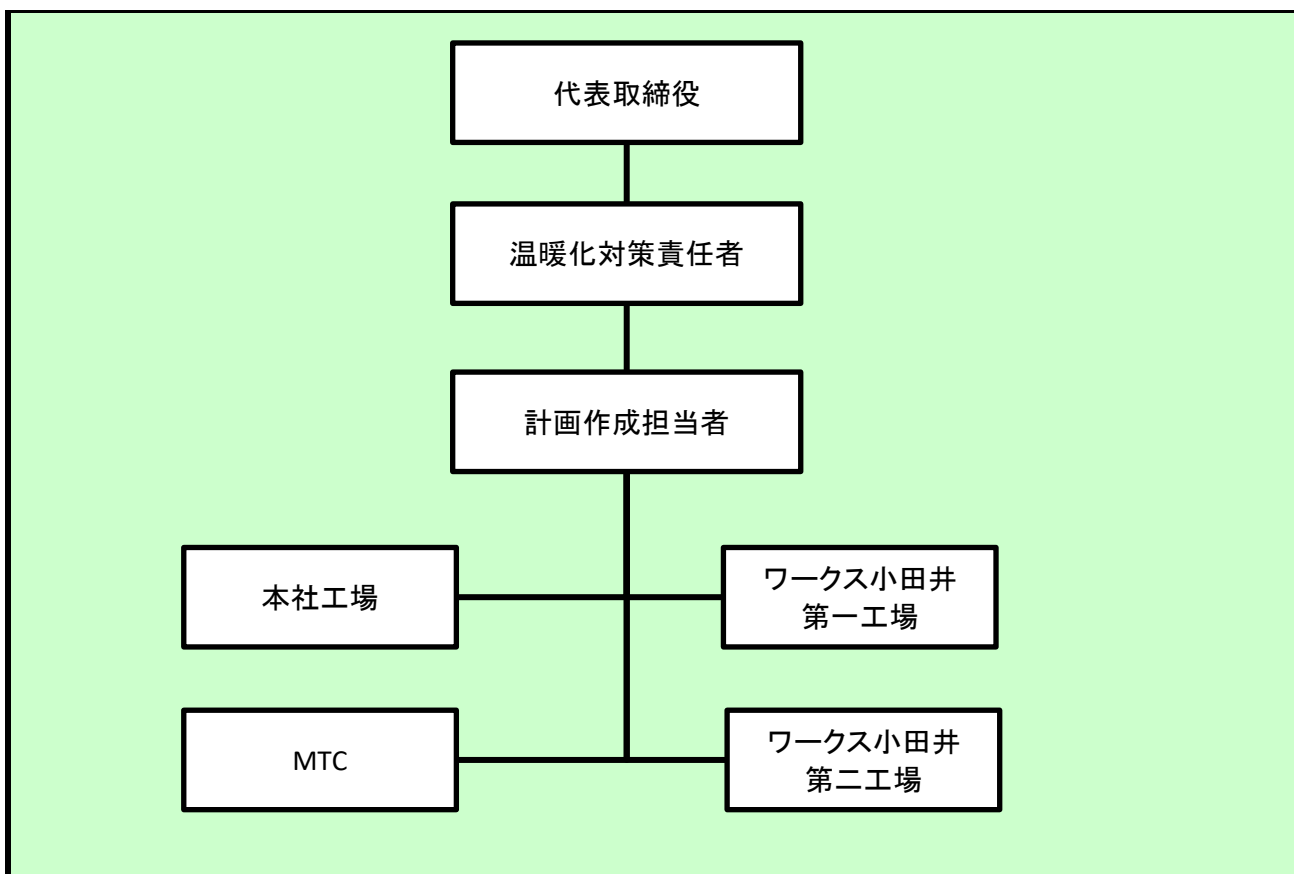 代表取締役
温暖化対策責任者
計画作成担当者
本社工場
ワークス小田井
第一工場
MTC
ワークス小田井
第二工場